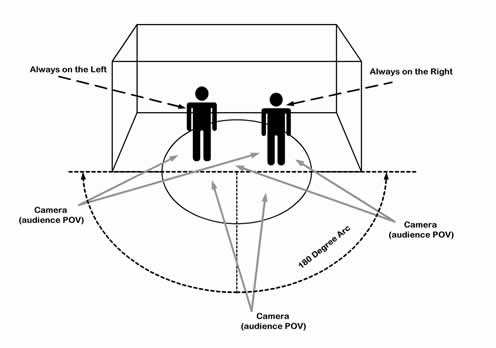 Always on the Left
Always on the Right
Camera
(audience POV)
Camera
(audience POV)
180 Degree Arc
Camera
(audience POV)